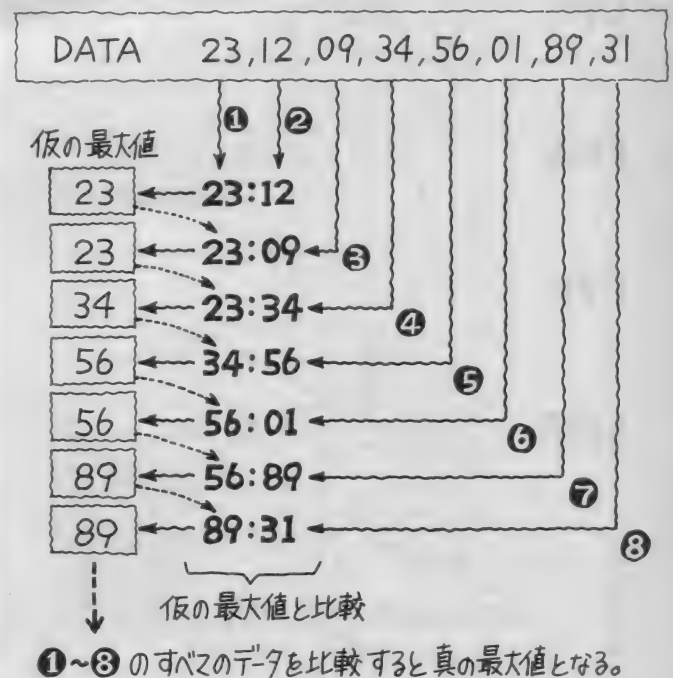 DATA 23,12,09,34,56,01,89,31
❶ ❷
仮の最大値
23 23:12
23 23:09 ❸
34 23:34 ❹
56 34:56 ❺
56 56:01 ❻
89 56:89 ❼
89 89:31 ❽
仮の最大値と比較
❶~❽のすべてのデータを比較すると真の最大値となる。